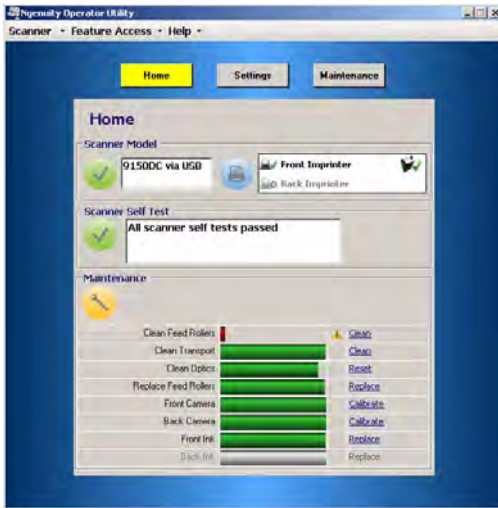 Ngenuity Operator Utility
Scanner Feature Access Help
Home Settings Maintenance
Home
Scanner Model
9150DC via USB
Front Imprinter
Back Imprinter
Scanner Self Test
All scanner self tests passed
Maintenance
Clean Feed Rollers Clean
Clean Transport Clean
Clean Optics Reset
Replace Feed Rollers Replace
Front Camera Calibrate
Back Camera Calibrate
Front Ink Replace
Back Ink Replace